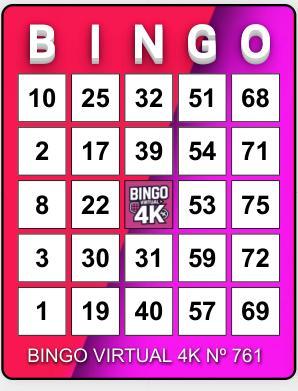 B I N G O
10 25 32 51 68
2 17 39 54 71
8 22 BINGO VIRTUAL 4K 53 75
3 30 31 59 72
1 19 40 57 69
BINGO VIRTUAL 4K Nº 761